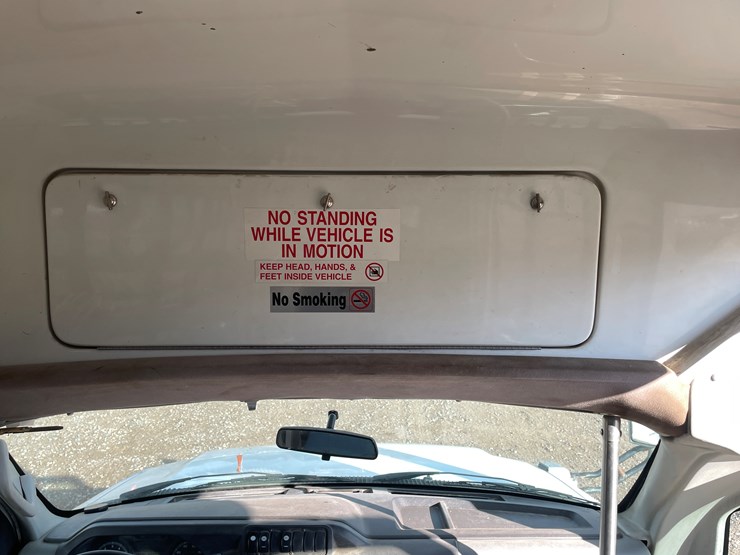 NO STANDING
WHILE VEHICLE IS
IN MOTION
KEEP HEAD, HANDS, &
FEET INSIDE VEHICLE
No Smoking